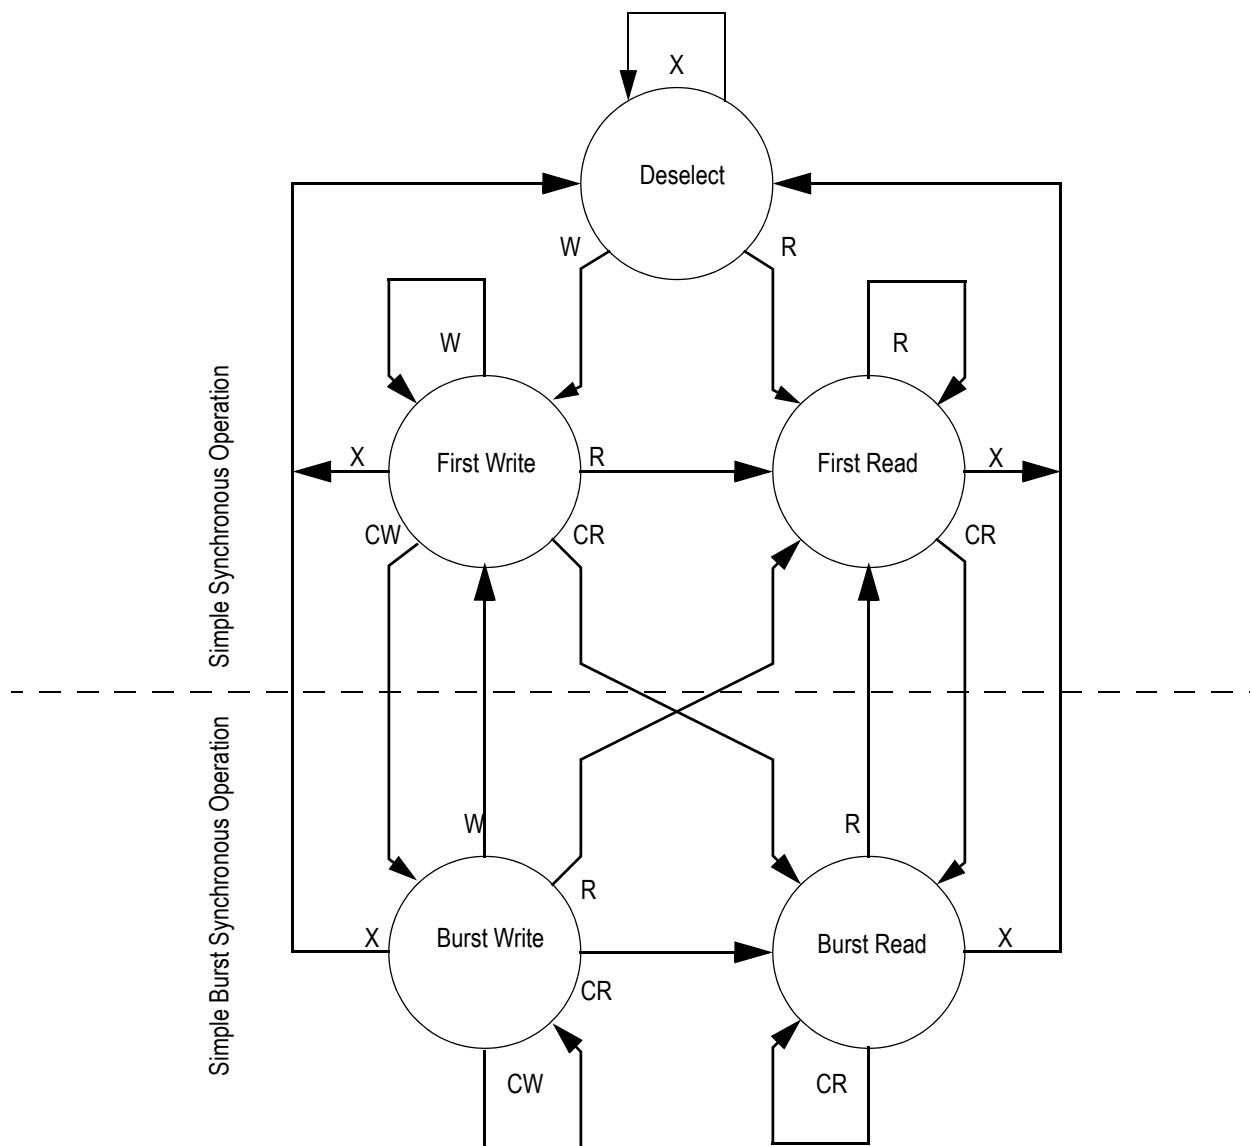 X
Deselect
W
R
W
R
X
First Write
R
First Read
X
CW
CR
CR
Simple Synchronous Operation
Simple Burst Synchronous Operation
W
R
R
X
Burst Write
Burst Read
X
CR
CW
CR